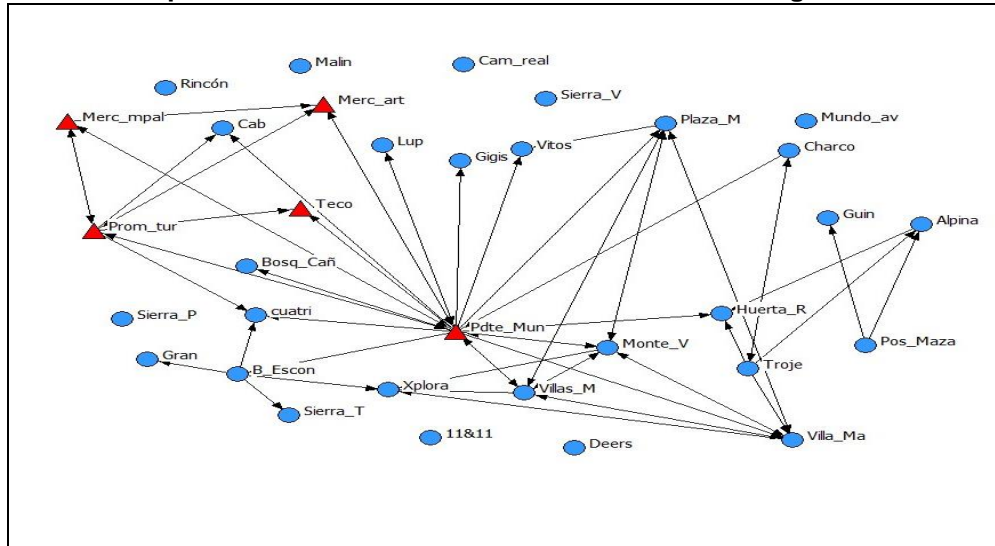 Malin
Cam_real
Rincón
Merc_art
Sierra_V
Merc_mpal
Cab
Plaza_M
Mundo_av
Lup
Gigis
Vitos
Charco
Teco
Prom_tur
Guin
Alpina
Bosq_Cañ
Sierra_P
cuatri
Pdte_Mun
Huerta_R
Gran
B_Escon
Monte_V
Troje
Pos_Maza
Xplora
Villas_M
Sierra_T
11&11
Deers
Villa_Ma